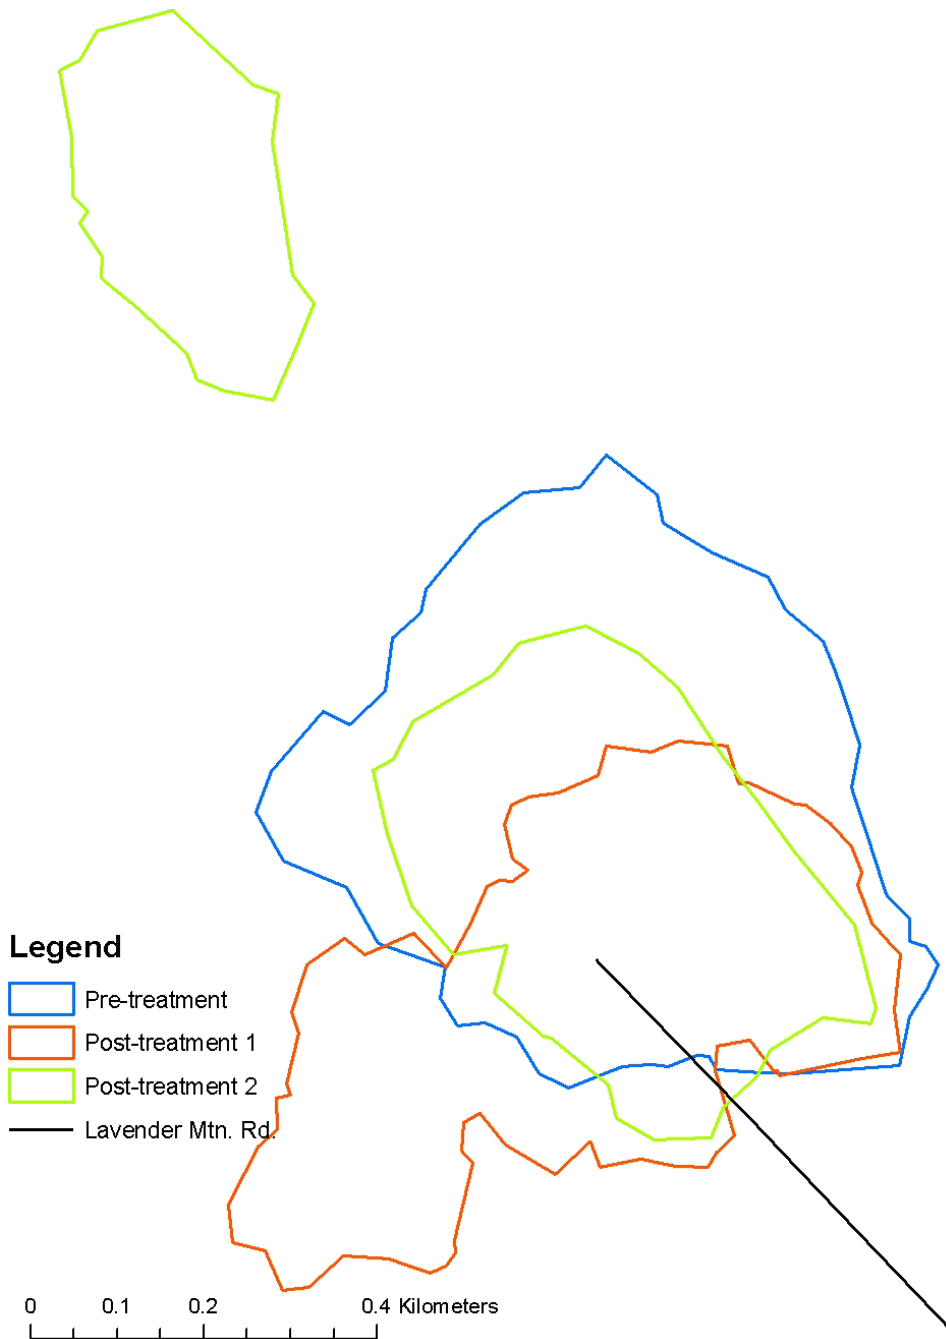 Legend
Pre-treatment
Post-treatment 1
Post-treatment 2
Lavender Mtn. Rd.
0 0.1 0.2 0.4 Kilometers